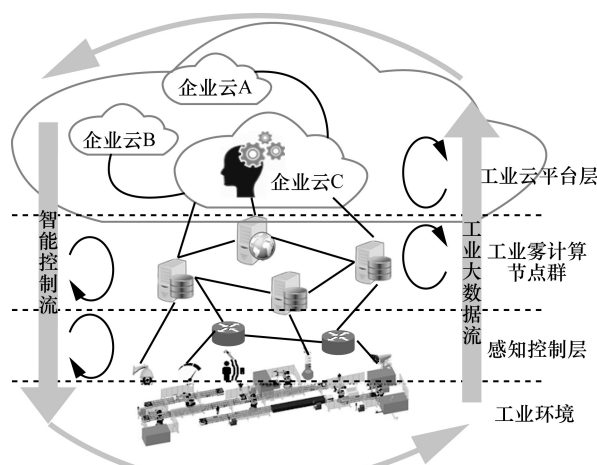 企业云A
企业云B
企业云C
工业云平台层
智能控制流
工业大数据流
工业雾计算
节点群
感知控制层
工业环境